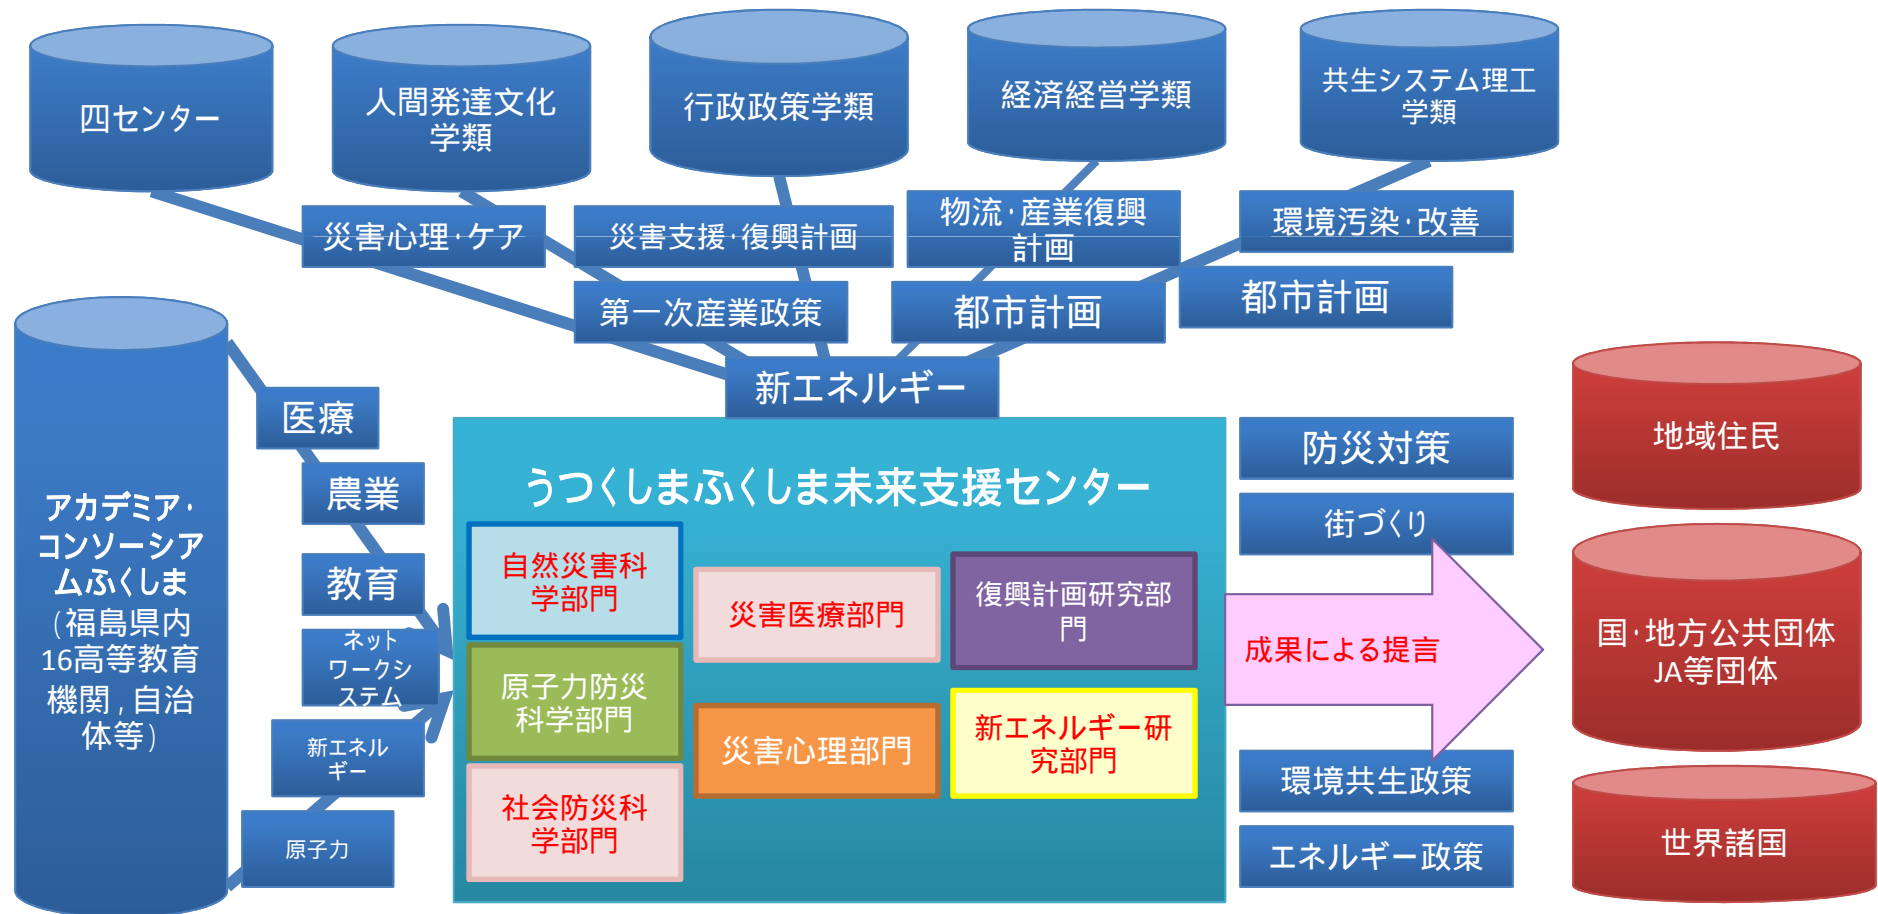 四センター
人間発達文化
学類
行政政策学類
経済経営学類
共生システム理工
学類
災害心理・ケア
災害支援・復興計画
物流・産業復興
計画
環境汚染・改善
第一次産業政策
都市計画
都市計画
新エネルギー
アカデミア・
コンソーシア
ムふくしま
（福島県内
16高等教育
機関，自治
体等）
医療
農業
教育
ネット
ワークシ
ステム
新エネル
ギー
原子力
うつくしまふくしま未来支援センター
自然災害科
学部門
原子力防災
科学部門
社会防災科
学部門
災害医療部門
災害心理部門
復興計画研究部
門
新エネルギー研
究部門
防災対策
街づくり
成果による提言
環境共生政策
エネルギー政策
地域住民
国・地方公共団体
JA等団体
世界諸国